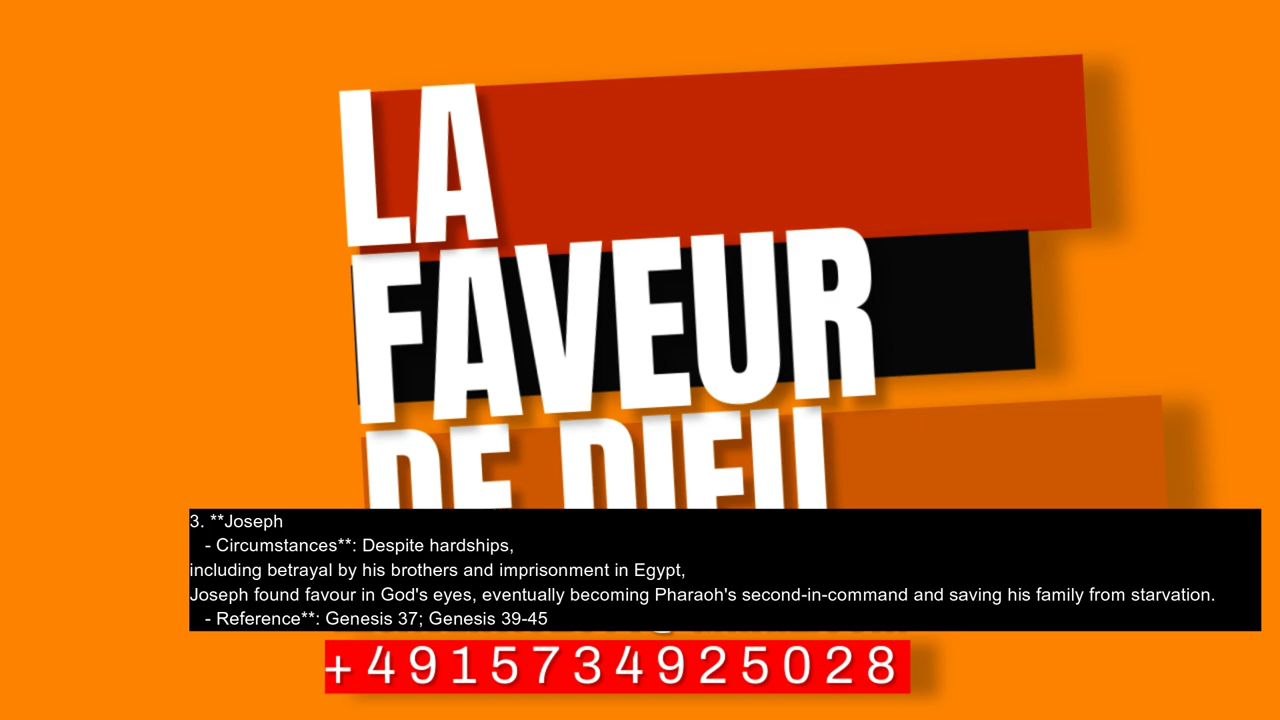 LA
FAVEUR
DE DIEU
3. **Joseph
- Circumstances**: Despite hardships,
including betrayal by his brothers and imprisonment in Egypt,
Joseph found favour in God's eyes, eventually becoming Pharaoh's second-in-command and saving his family from starvation.
- Reference**: Genesis 37; Genesis 39-45
+4915734925028